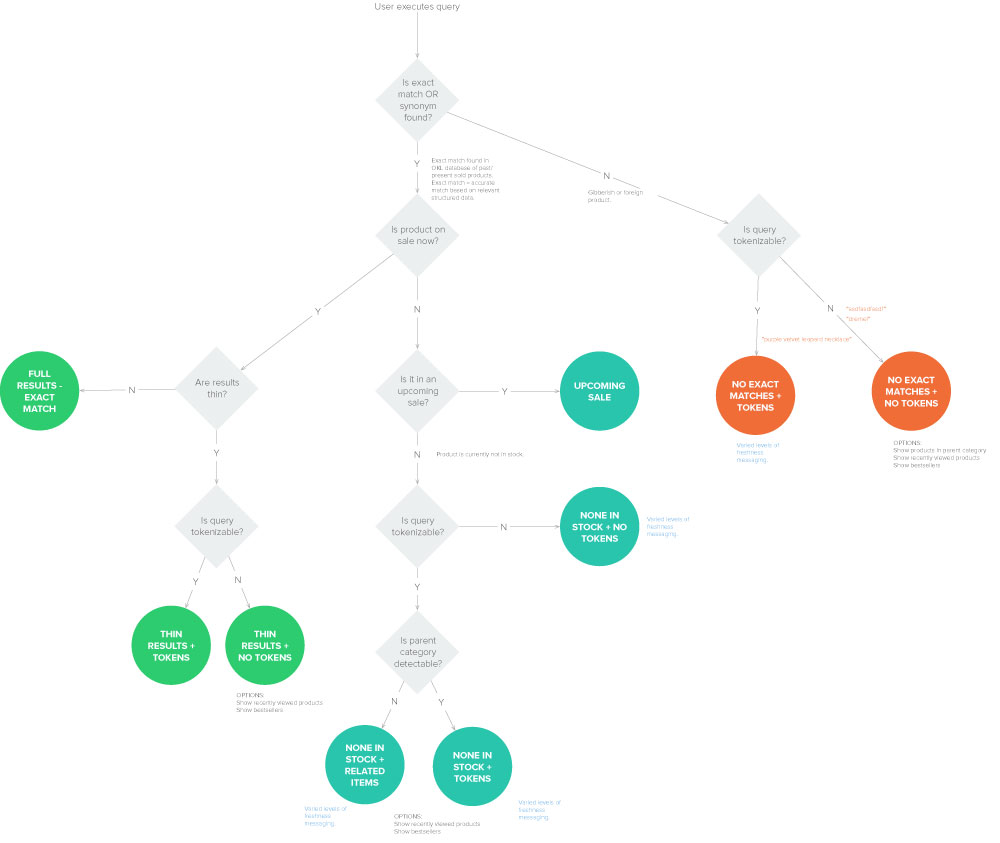 User executes query
Is exact
match OR
synonym
found?
Y
Exact match found in
OKL database of past/
present sold products.
Exact match = accurate
match based on relevant
structured data.
N
Gibberish or foreign
product.
Is product on
sale now?
Is query
tokenizable?
Y
N
Y
N
"purple velvet leopard necklace"
Are results
thin?
N
FULL
RESULTS -
EXACT
MATCH
Is it in an
upcoming
sale?
Y
UPCOMING
SALE
NO EXACT
MATCHES +
TOKENS
NO EXACT
MATCHES +
NO TOKENS
Varied levels of
freshness
messaging.
OPTIONS:
Show products in parent category
Show recently viewed products
Show bestsellers
Y
N
Product is currently not in stock.
Is query
tokenizable?
Is query
tokenizable?
N
NONE IN
STOCK + NO
TOKENS
Varied levels of
freshness
messaging.
Y
N
Y
THIN
RESULTS +
TOKENS
THIN
RESULTS +
NO TOKENS
OPTIONS:
Show recently viewed products
Show bestsellers
Is parent
category
detectable?
N
Y
NONE IN
STOCK +
RELATED
ITEMS
NONE IN
STOCK +
TOKENS
Varied levels of
freshness
messaging.
OPTIONS:
Show recently viewed products
Show bestsellers
Varied levels of
freshness
messaging.